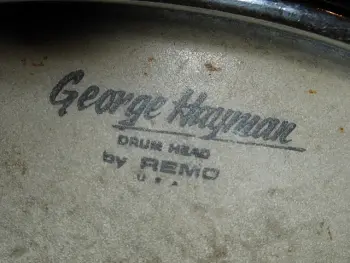 George Hayman
DRUM HEAD
by REMO
U.S.A.